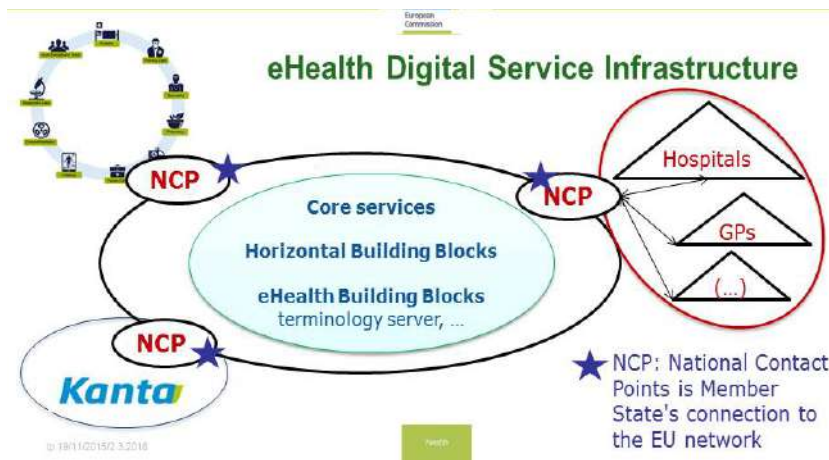 European
Commission
eHealth Digital Service Infrastructure
Hospitals
NCP
NCP
GPs
Core services
Horizontal Building Blocks
(...)
eHealth Building Blocks
terminology server, ...
NCP
Kanta
NCP: National Contact
Points is Member
State's connection to
the EU network
Health